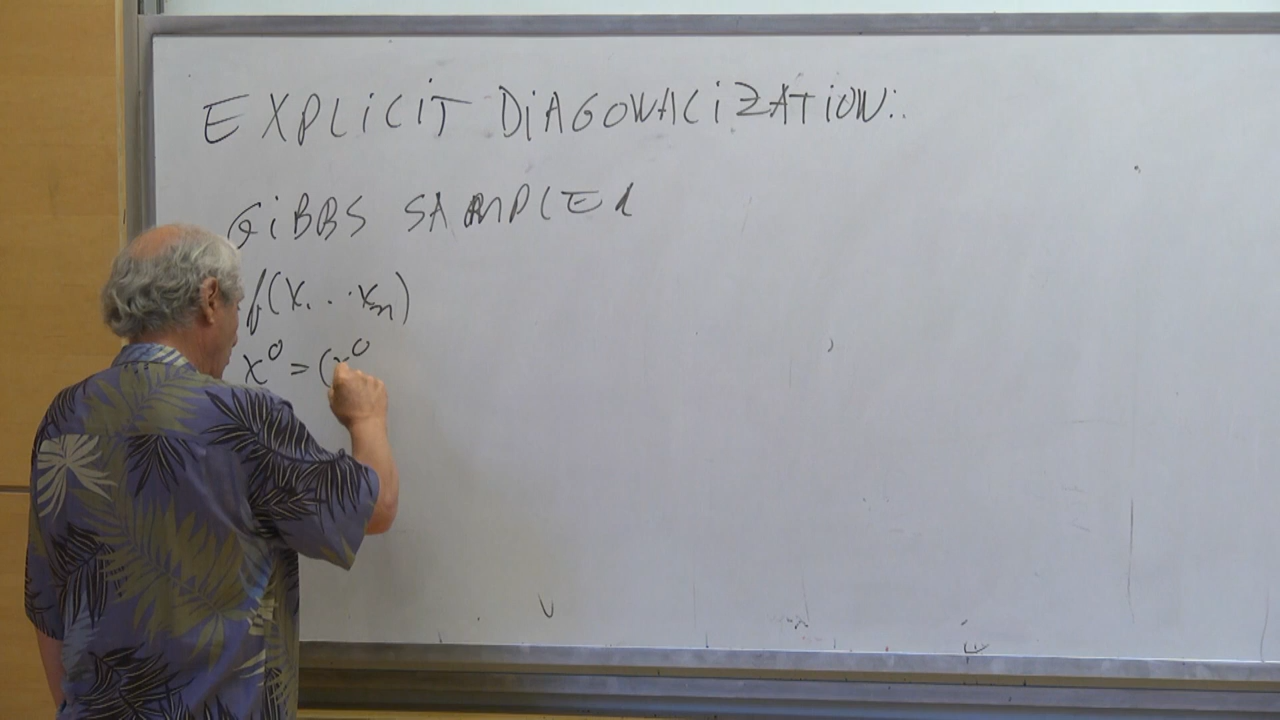 EXPLICIT DIAGONALIZATION:.
GIBBS SAMPLER
f(x₁..xₙ)
x⁰ = (x⁰